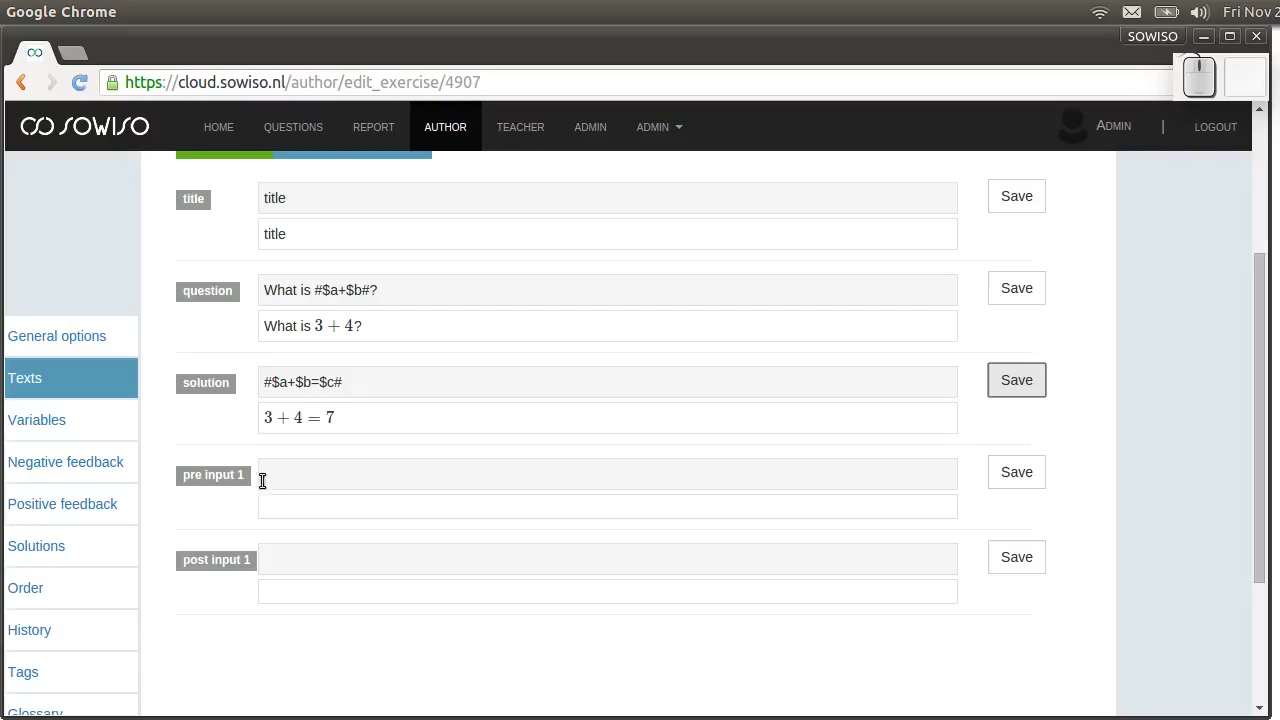 Google Chrome
Fri Nov 2
SOWISO
https://cloud.sowiso.nl/author/edit_exercise/4907
SOWISO HOME QUESTIONS REPORT AUTHOR TEACHER ADMIN ADMIN ADMIN | LOGOUT
title title Save
title
question What is #$a+$b#? Save
What is 3 + 4?
General options
Texts
solution #$a+$b=$c# Save
3 + 4 = 7
Variables
Negative feedback
pre input 1 Save
Positive feedback
Solutions
post input 1 Save
Order
History
Tags
Glossary